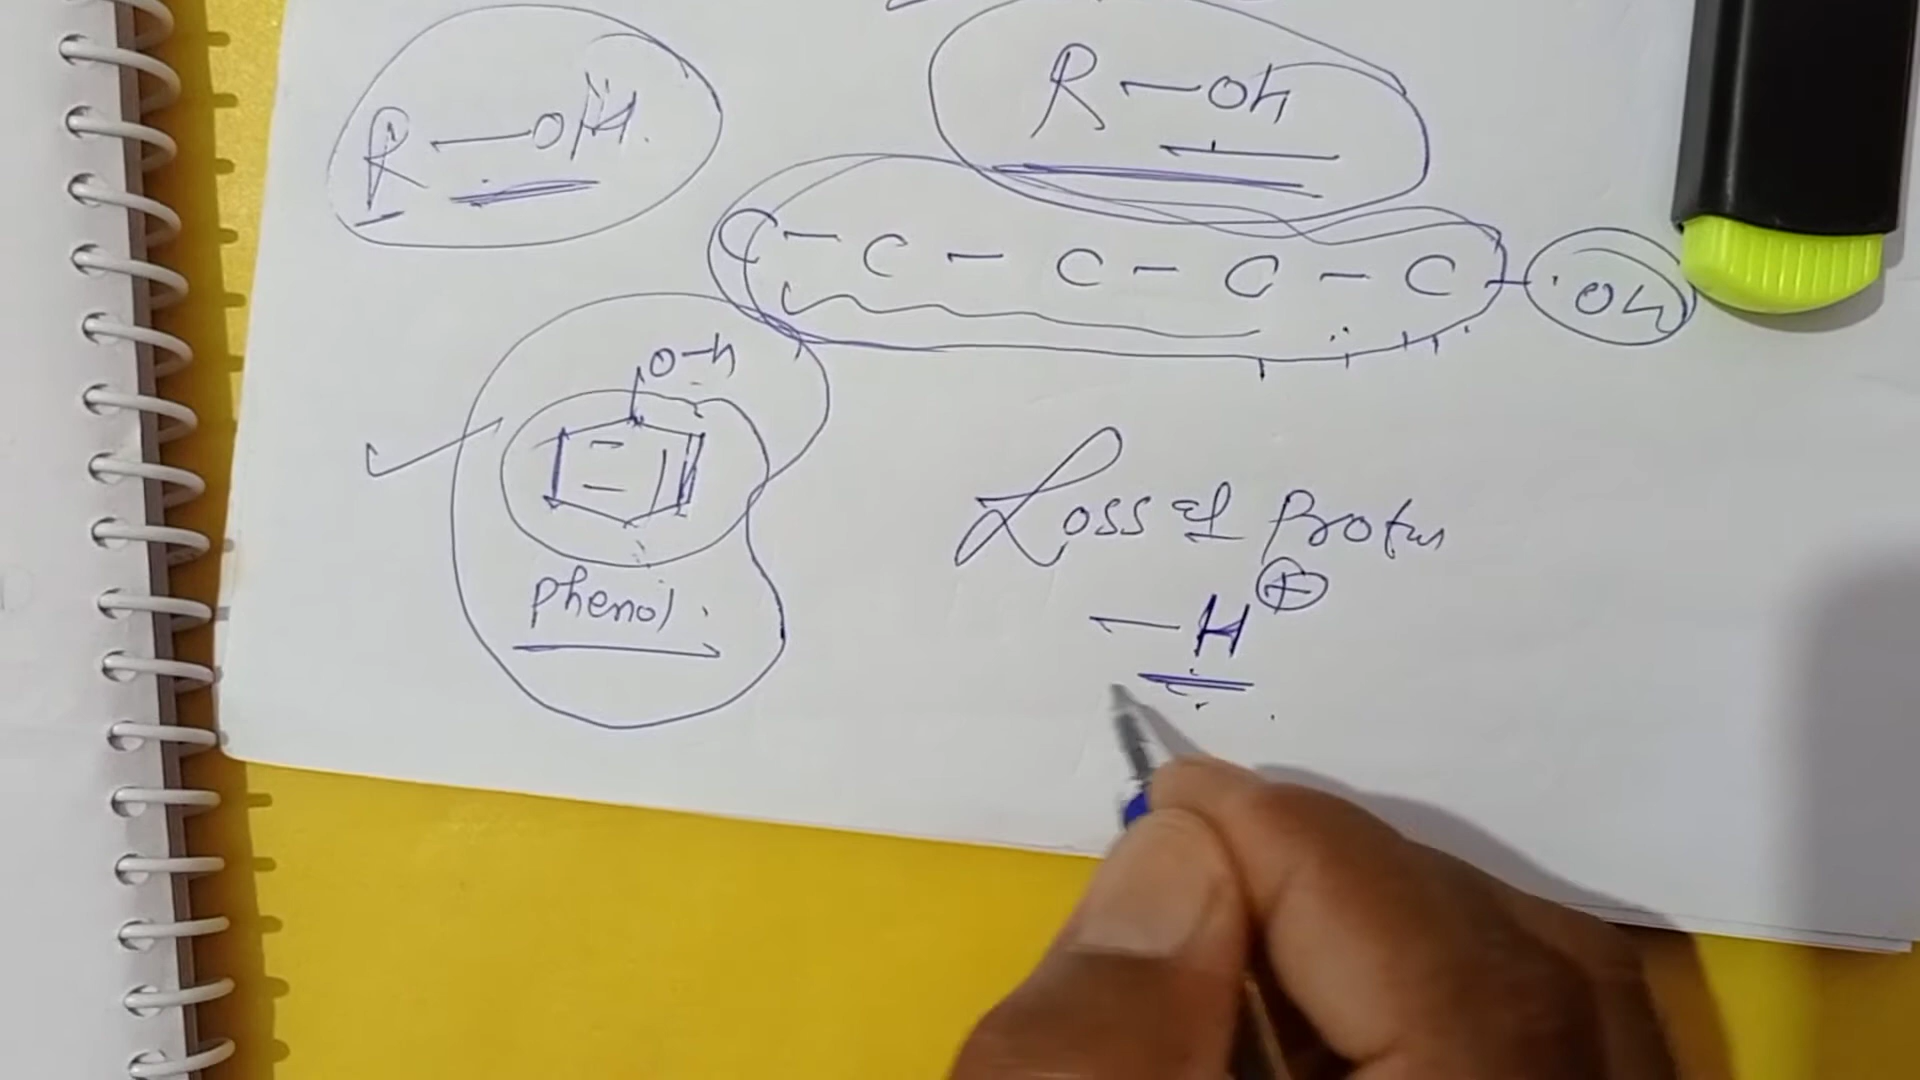 R—OH
R—Oh
C — C — C — C — C — Oh
O-h
phenol
Loss of Proton
—H⊕